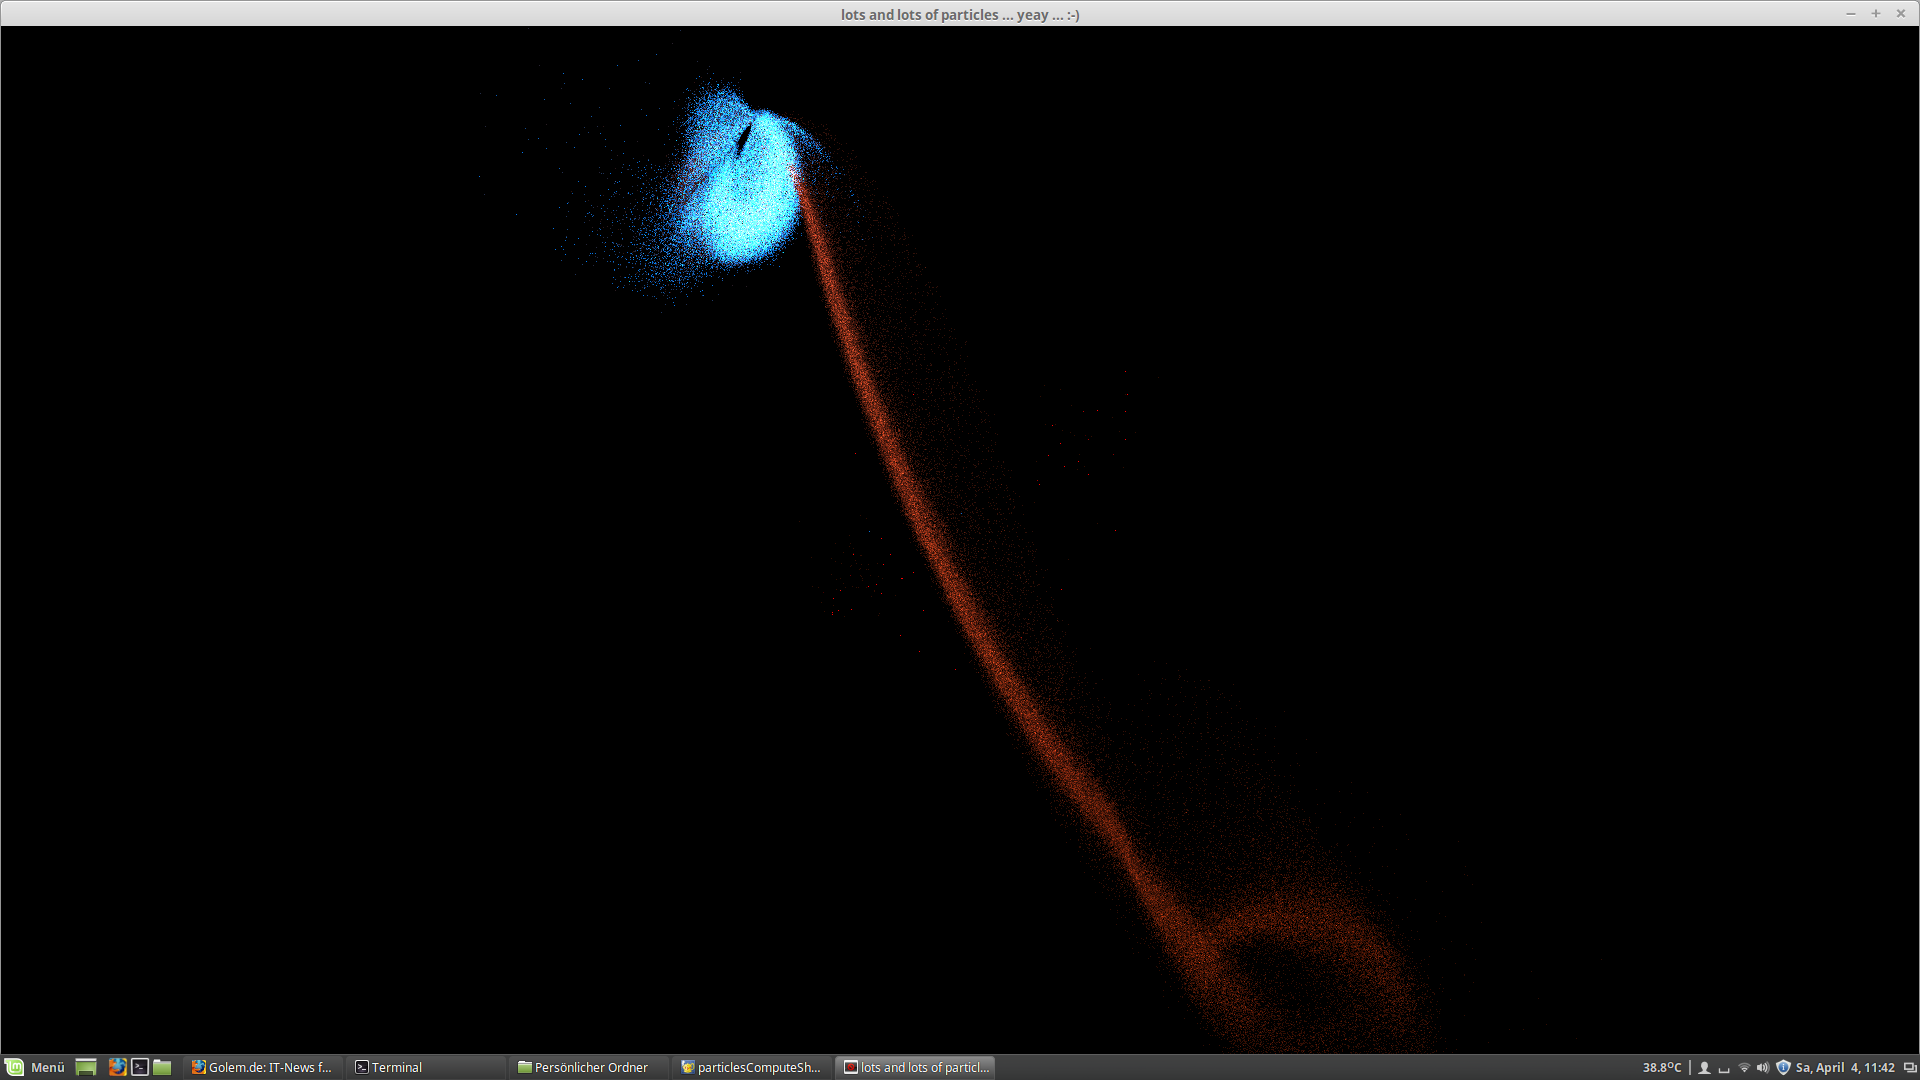 lots and lots of particles ... yeay ... :-)
Menü
Golem.de: IT-News f...
Terminal
Persönlicher Ordner
particlesComputeSh...
lots and lots of particl...
38.8°C
Sa, April 4, 11:42